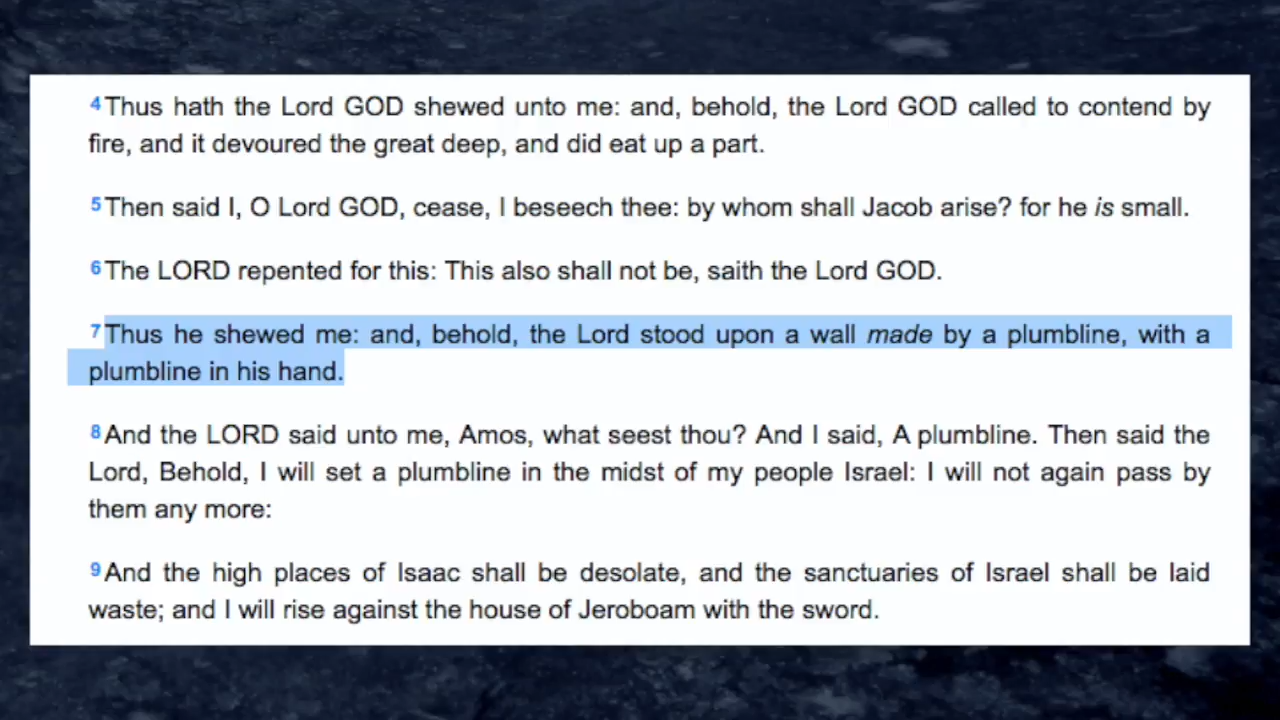 4Thus hath the Lord GOD shewed unto me: and, behold, the Lord GOD called to contend by
fire, and it devoured the great deep, and did eat up a part.
5Then said I, O Lord GOD, cease, I beseech thee: by whom shall Jacob arise? for he is small.
6The LORD repented for this: This also shall not be, saith the Lord GOD.
7Thus he shewed me: and, behold, the Lord stood upon a wall made by a plumbline, with a
plumbline in his hand.
8And the LORD said unto me, Amos, what seest thou? And I said, A plumbline. Then said the
Lord, Behold, I will set a plumbline in the midst of my people Israel: I will not again pass by
them any more:
9And the high places of Isaac shall be desolate, and the sanctuaries of Israel shall be laid
waste; and I will rise against the house of Jeroboam with the sword.